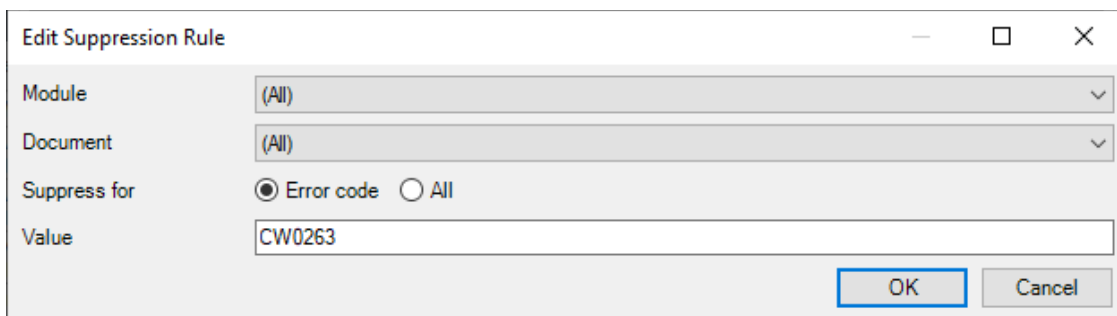 Edit Suppression Rule
Module (All)
Document (All)
Suppress for Error code All
Value CW0263
OK Cancel